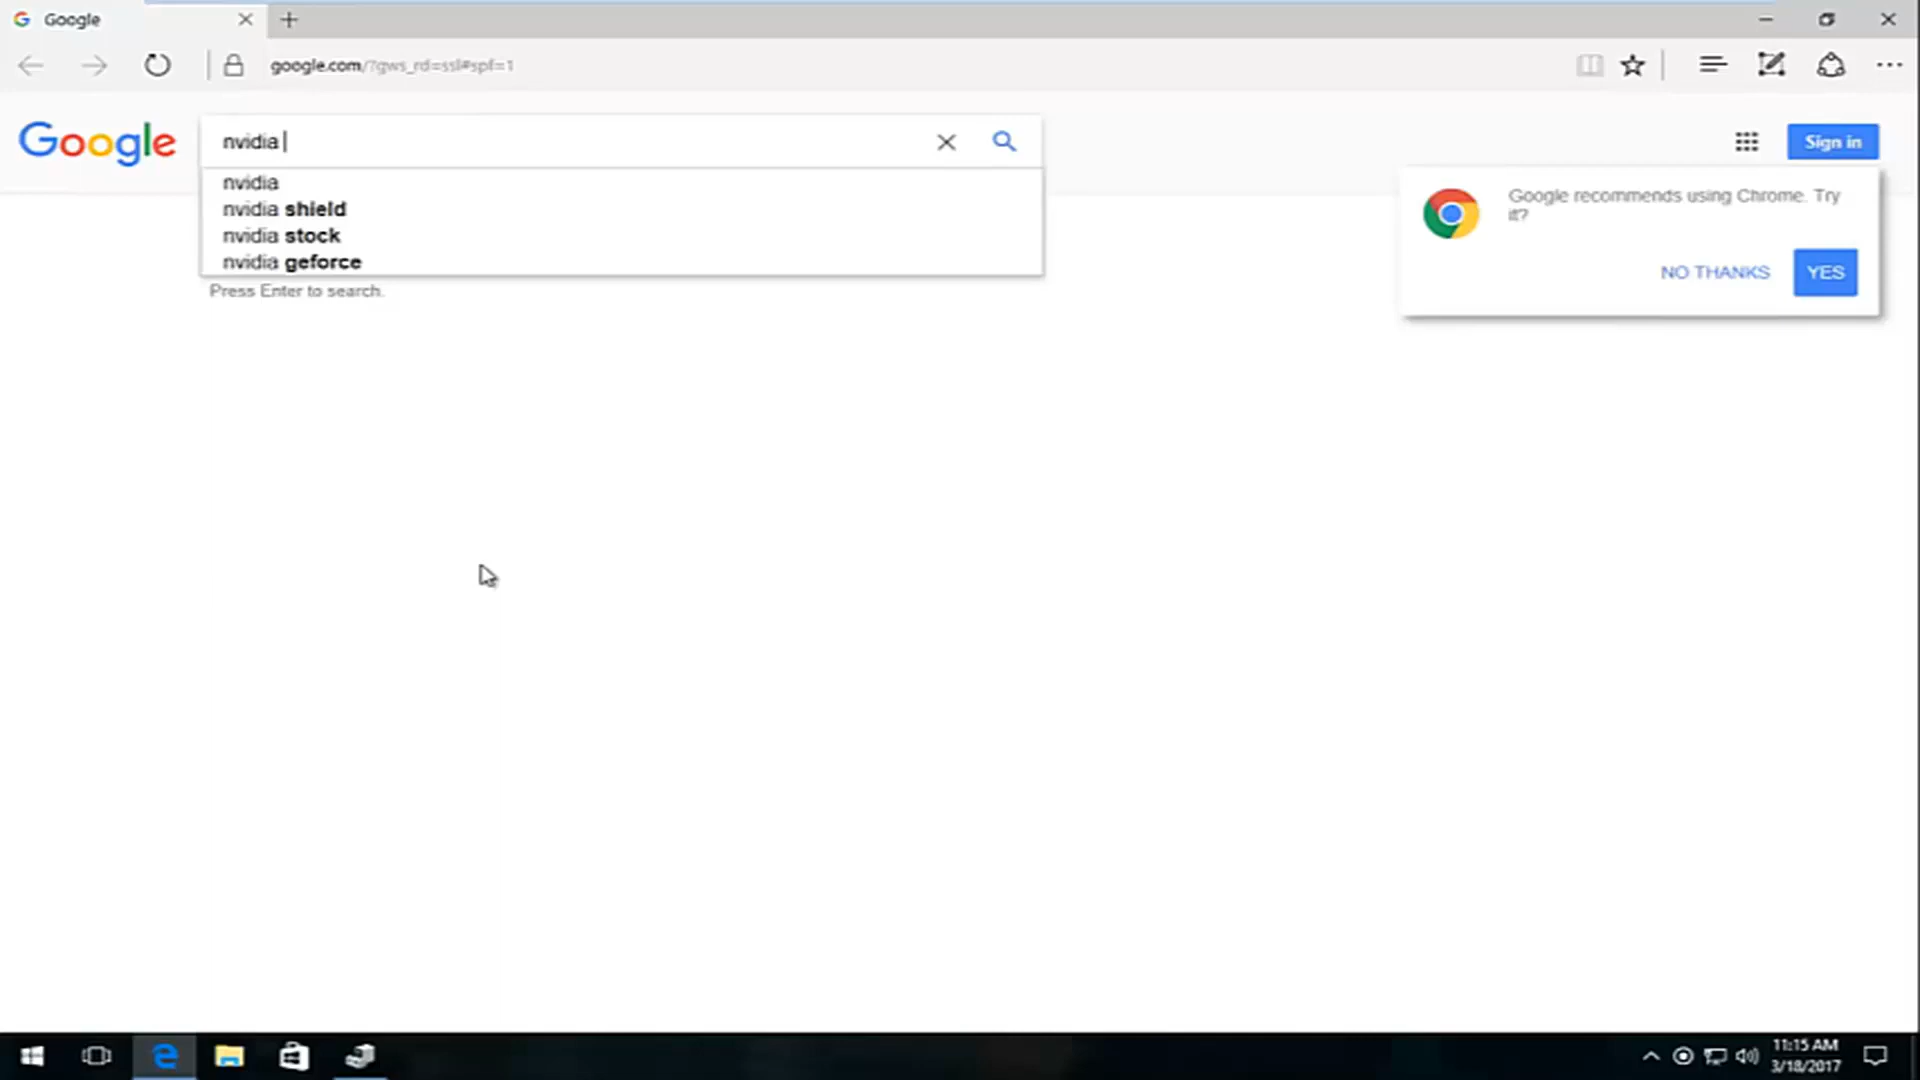 Google
google.com/?gws_rd=ssl#spf=1
Google
nvidia
Sign in
nvidia
nvidia shield
nvidia stock
nvidia geforce
Press Enter to search.
Google recommends using Chrome. Try
it?
NO THANKS
YES
11:15 AM
3/18/2017